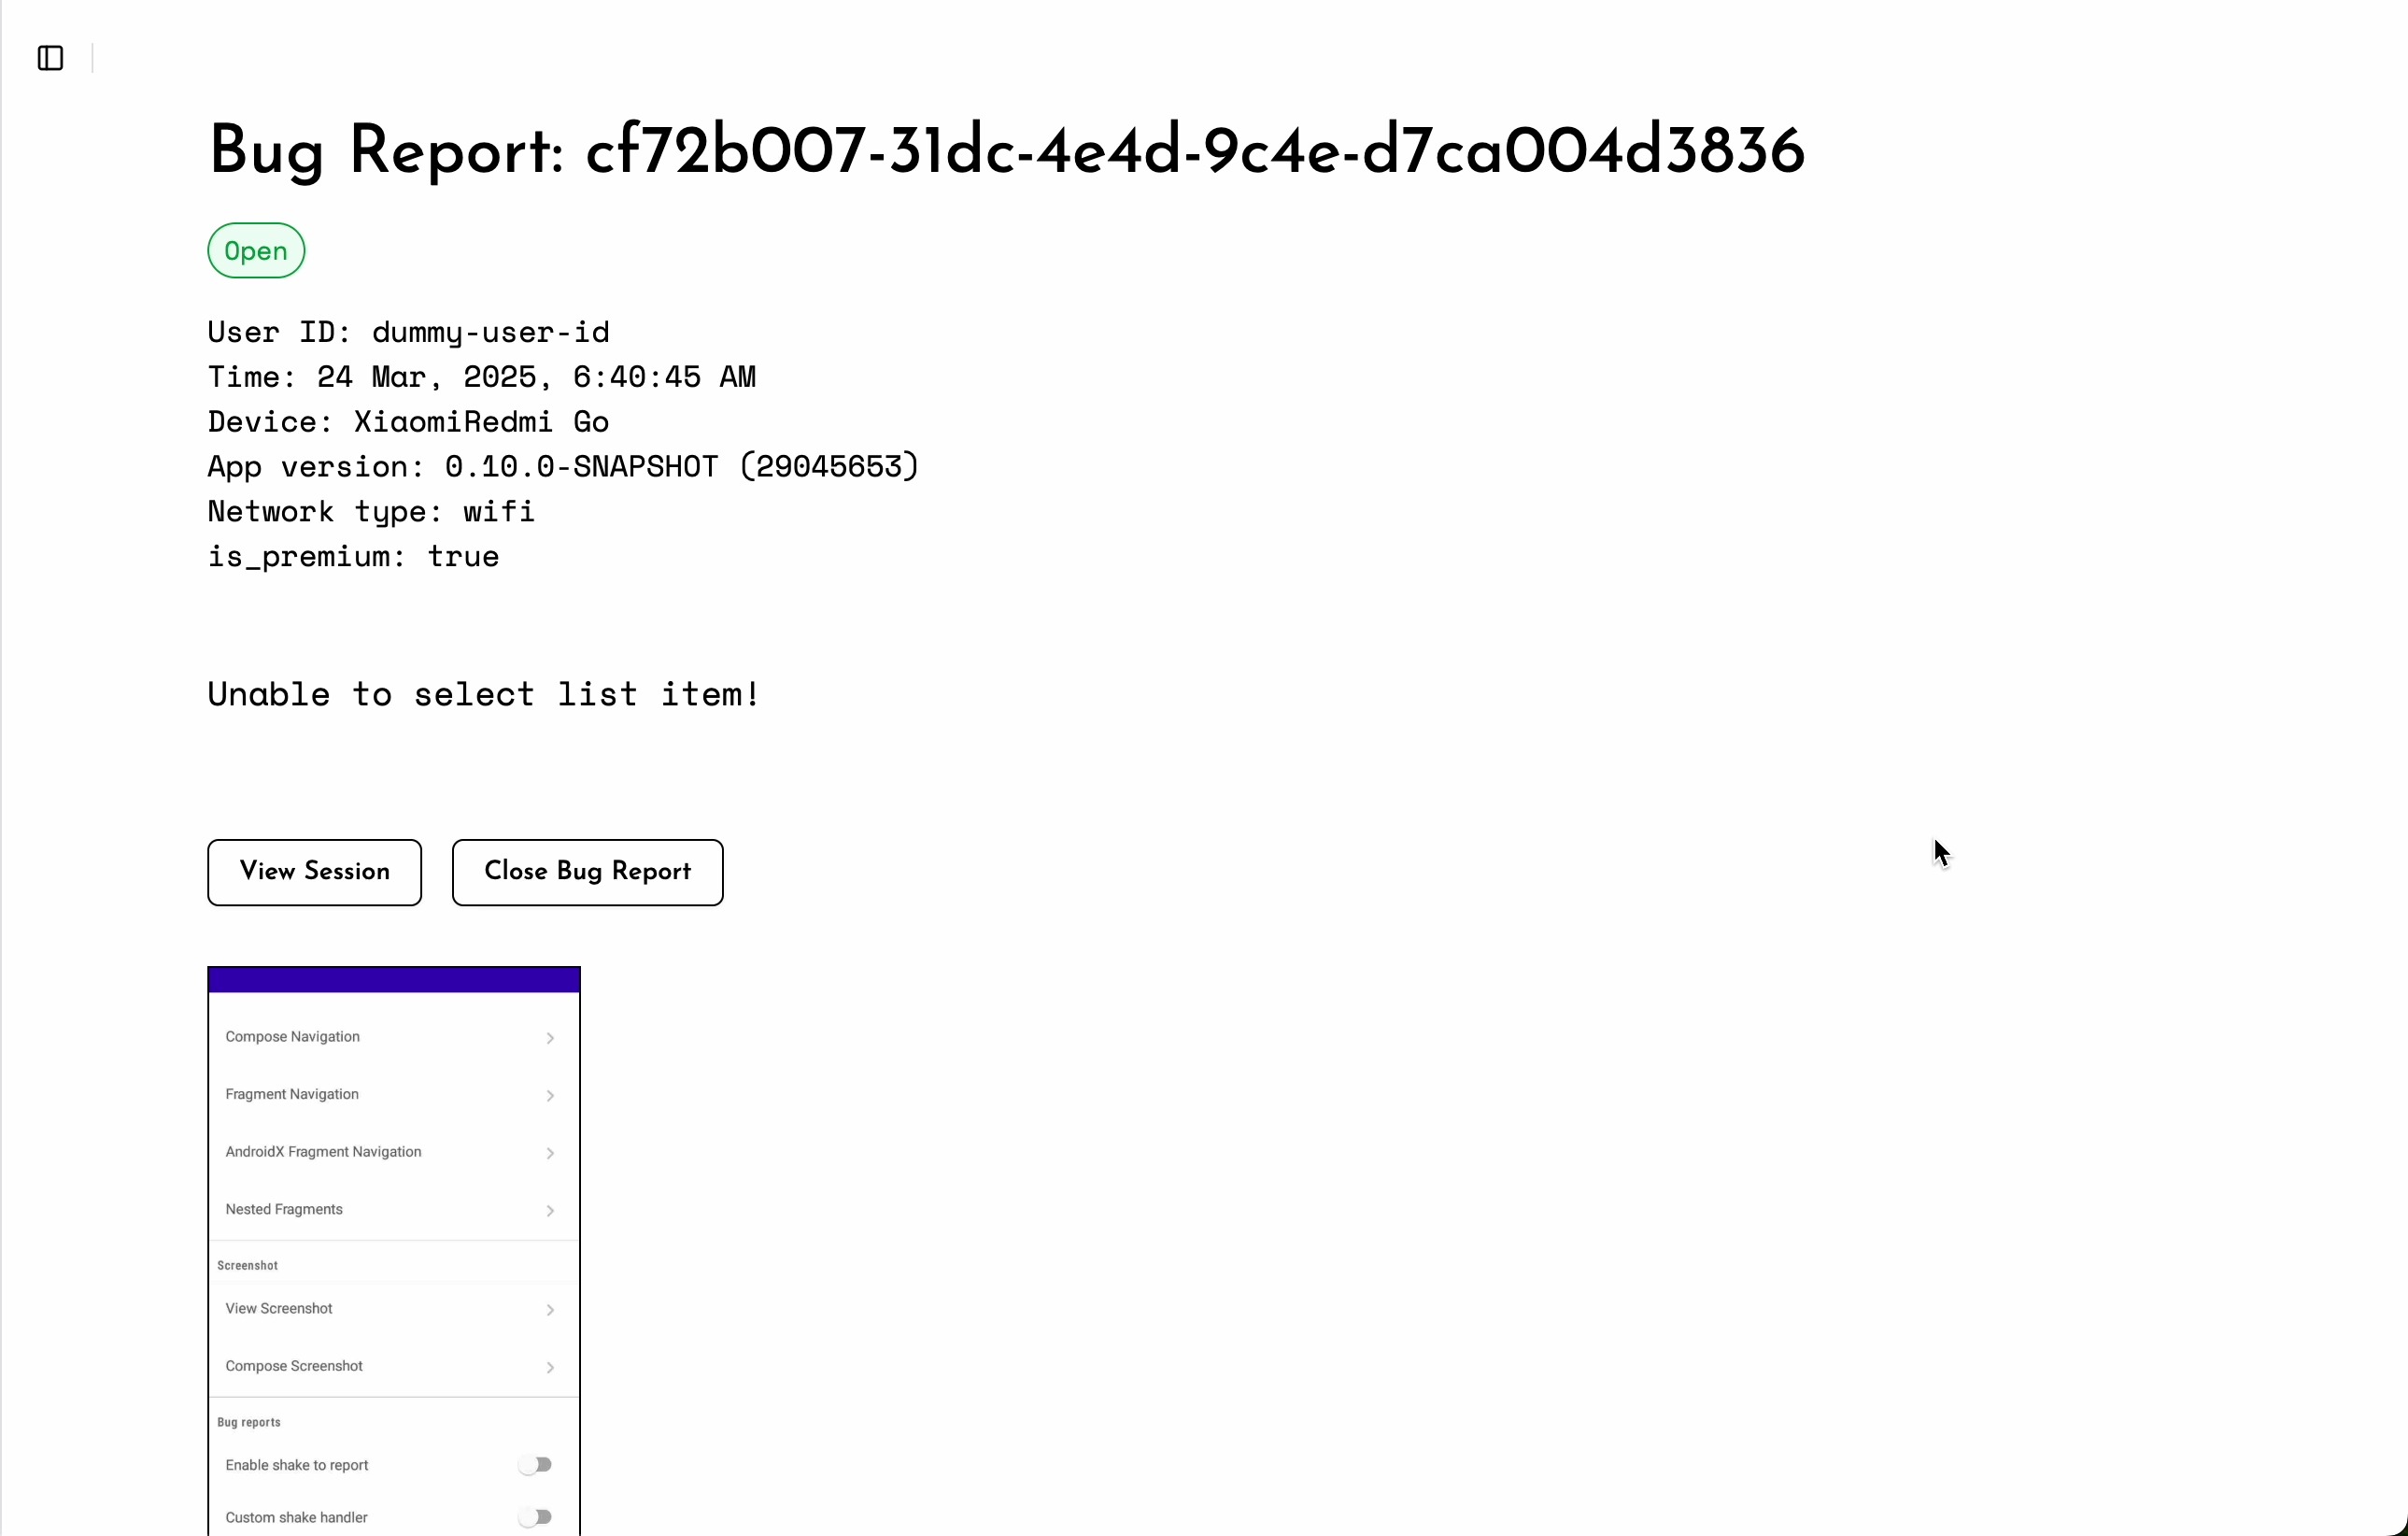 Bug Report: cf72b007-31dc-4e4d-9c4e-d7ca004d3836
Open
User ID: dummy-user-id
Time: 24 Mar, 2025, 6:40:45 AM
Device: XiaomiRedmi Go
App version: 0.10.0-SNAPSHOT (29045653)
Network type: wifi
is_premium: true
Unable to select list item!
View Session
Close Bug Report
Compose Navigation
Fragment Navigation
AndroidX Fragment Navigation
Nested Fragments
Screenshot
View Screenshot
Compose Screenshot
Bug reports
Enable shake to report
Custom shake handler